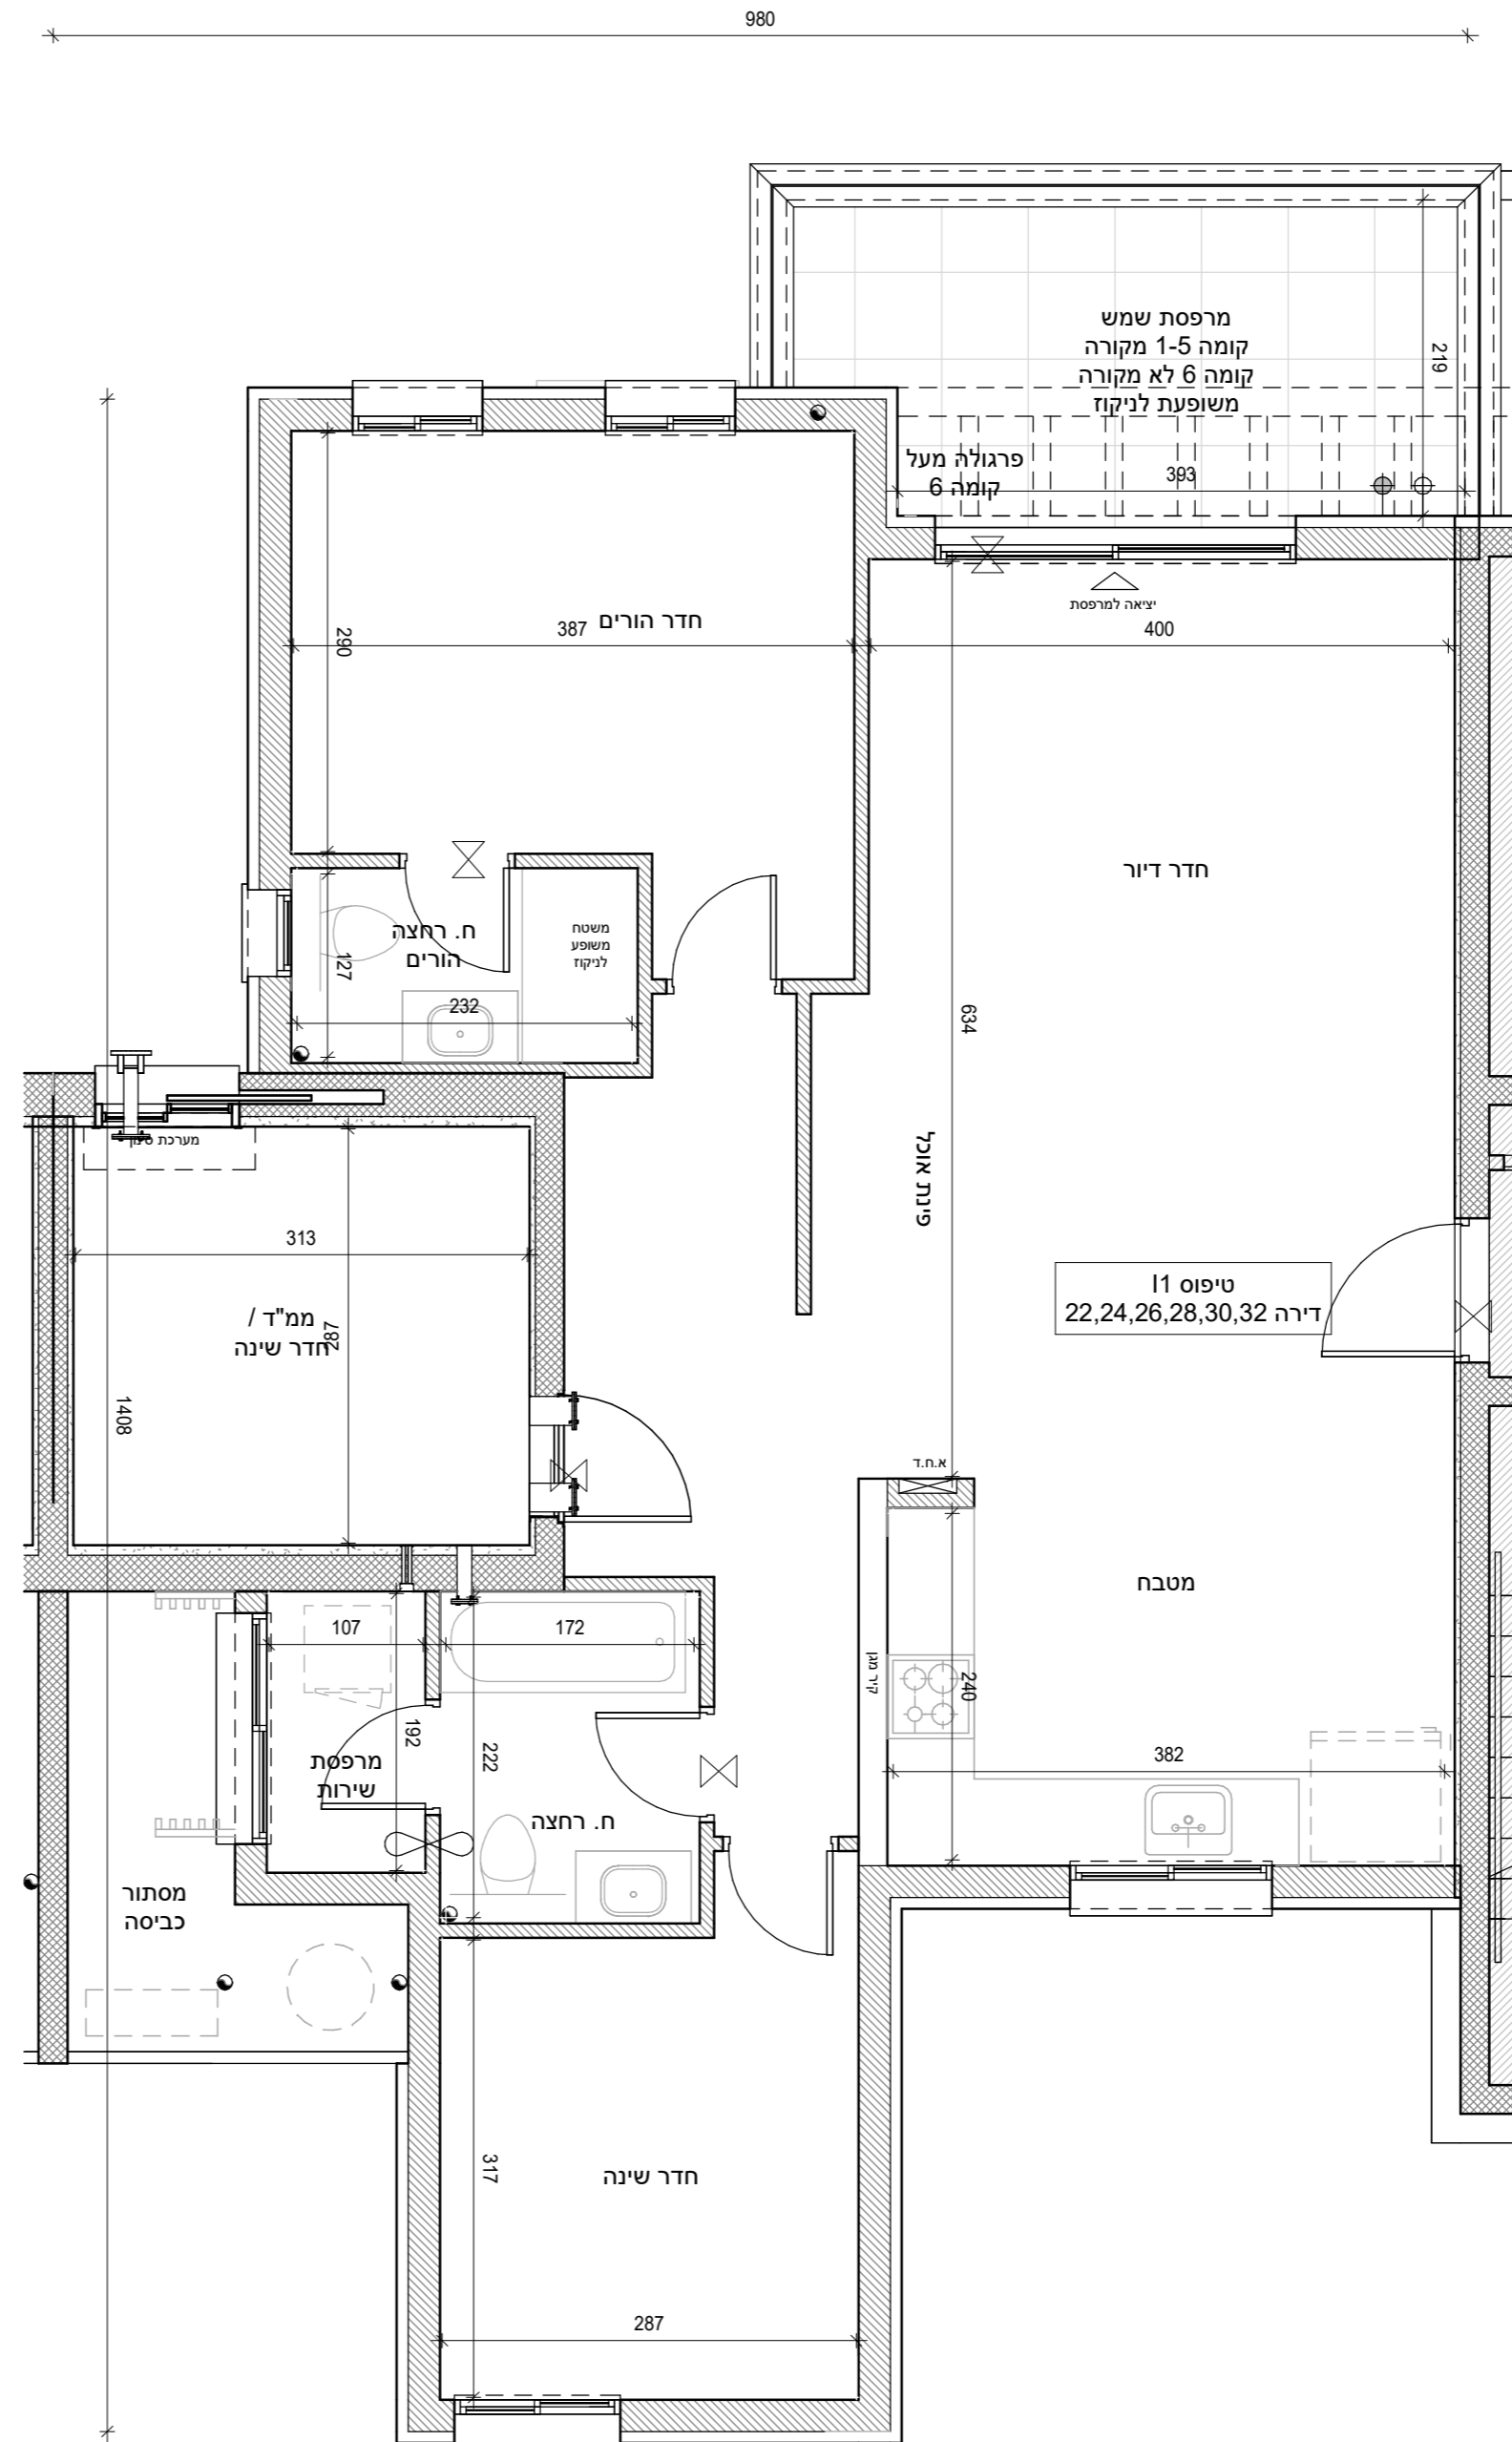 980
מרפסת שמש
קומה 1-5 מקורה
קומה 6 לא מקורה
משופעת לניקוז
219
פרגולה מעל
קומה 6
393
יציאה למרפסת
חדר הורים
387
400
290
חדר דיור
ח. רחצה
הורים
משטח
משופע
לניקוז
127
232
634
מערכת סינון
פינת אוכל
313
ממ"ד /
חדר שינה
287
טיפוס I1
דירה 22,24,26,28,30,32
1408
א.ח.ד
מטבח
107
172
קיר מגן
240
192
222
מרפסת
שירות
382
ח. רחצה
מסתור
כביסה
317
חדר שינה
287